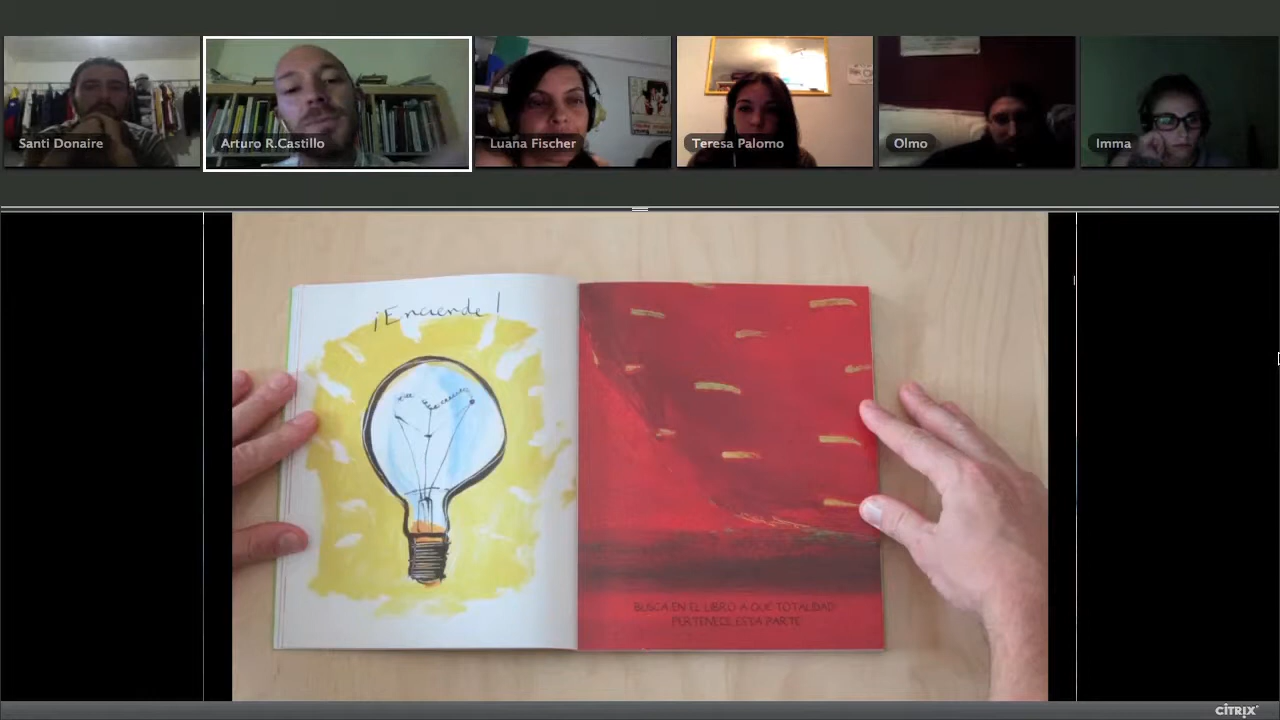 Santi Donaire
Arturo R.Castillo
Luana Fischer
Teresa Palomo
Olmo
Imma
¡Enciende!
BUSCA EN EL LIBRO A QUÉ TOTALIDAD
PERTENECE ESTA PARTE
CITRIX